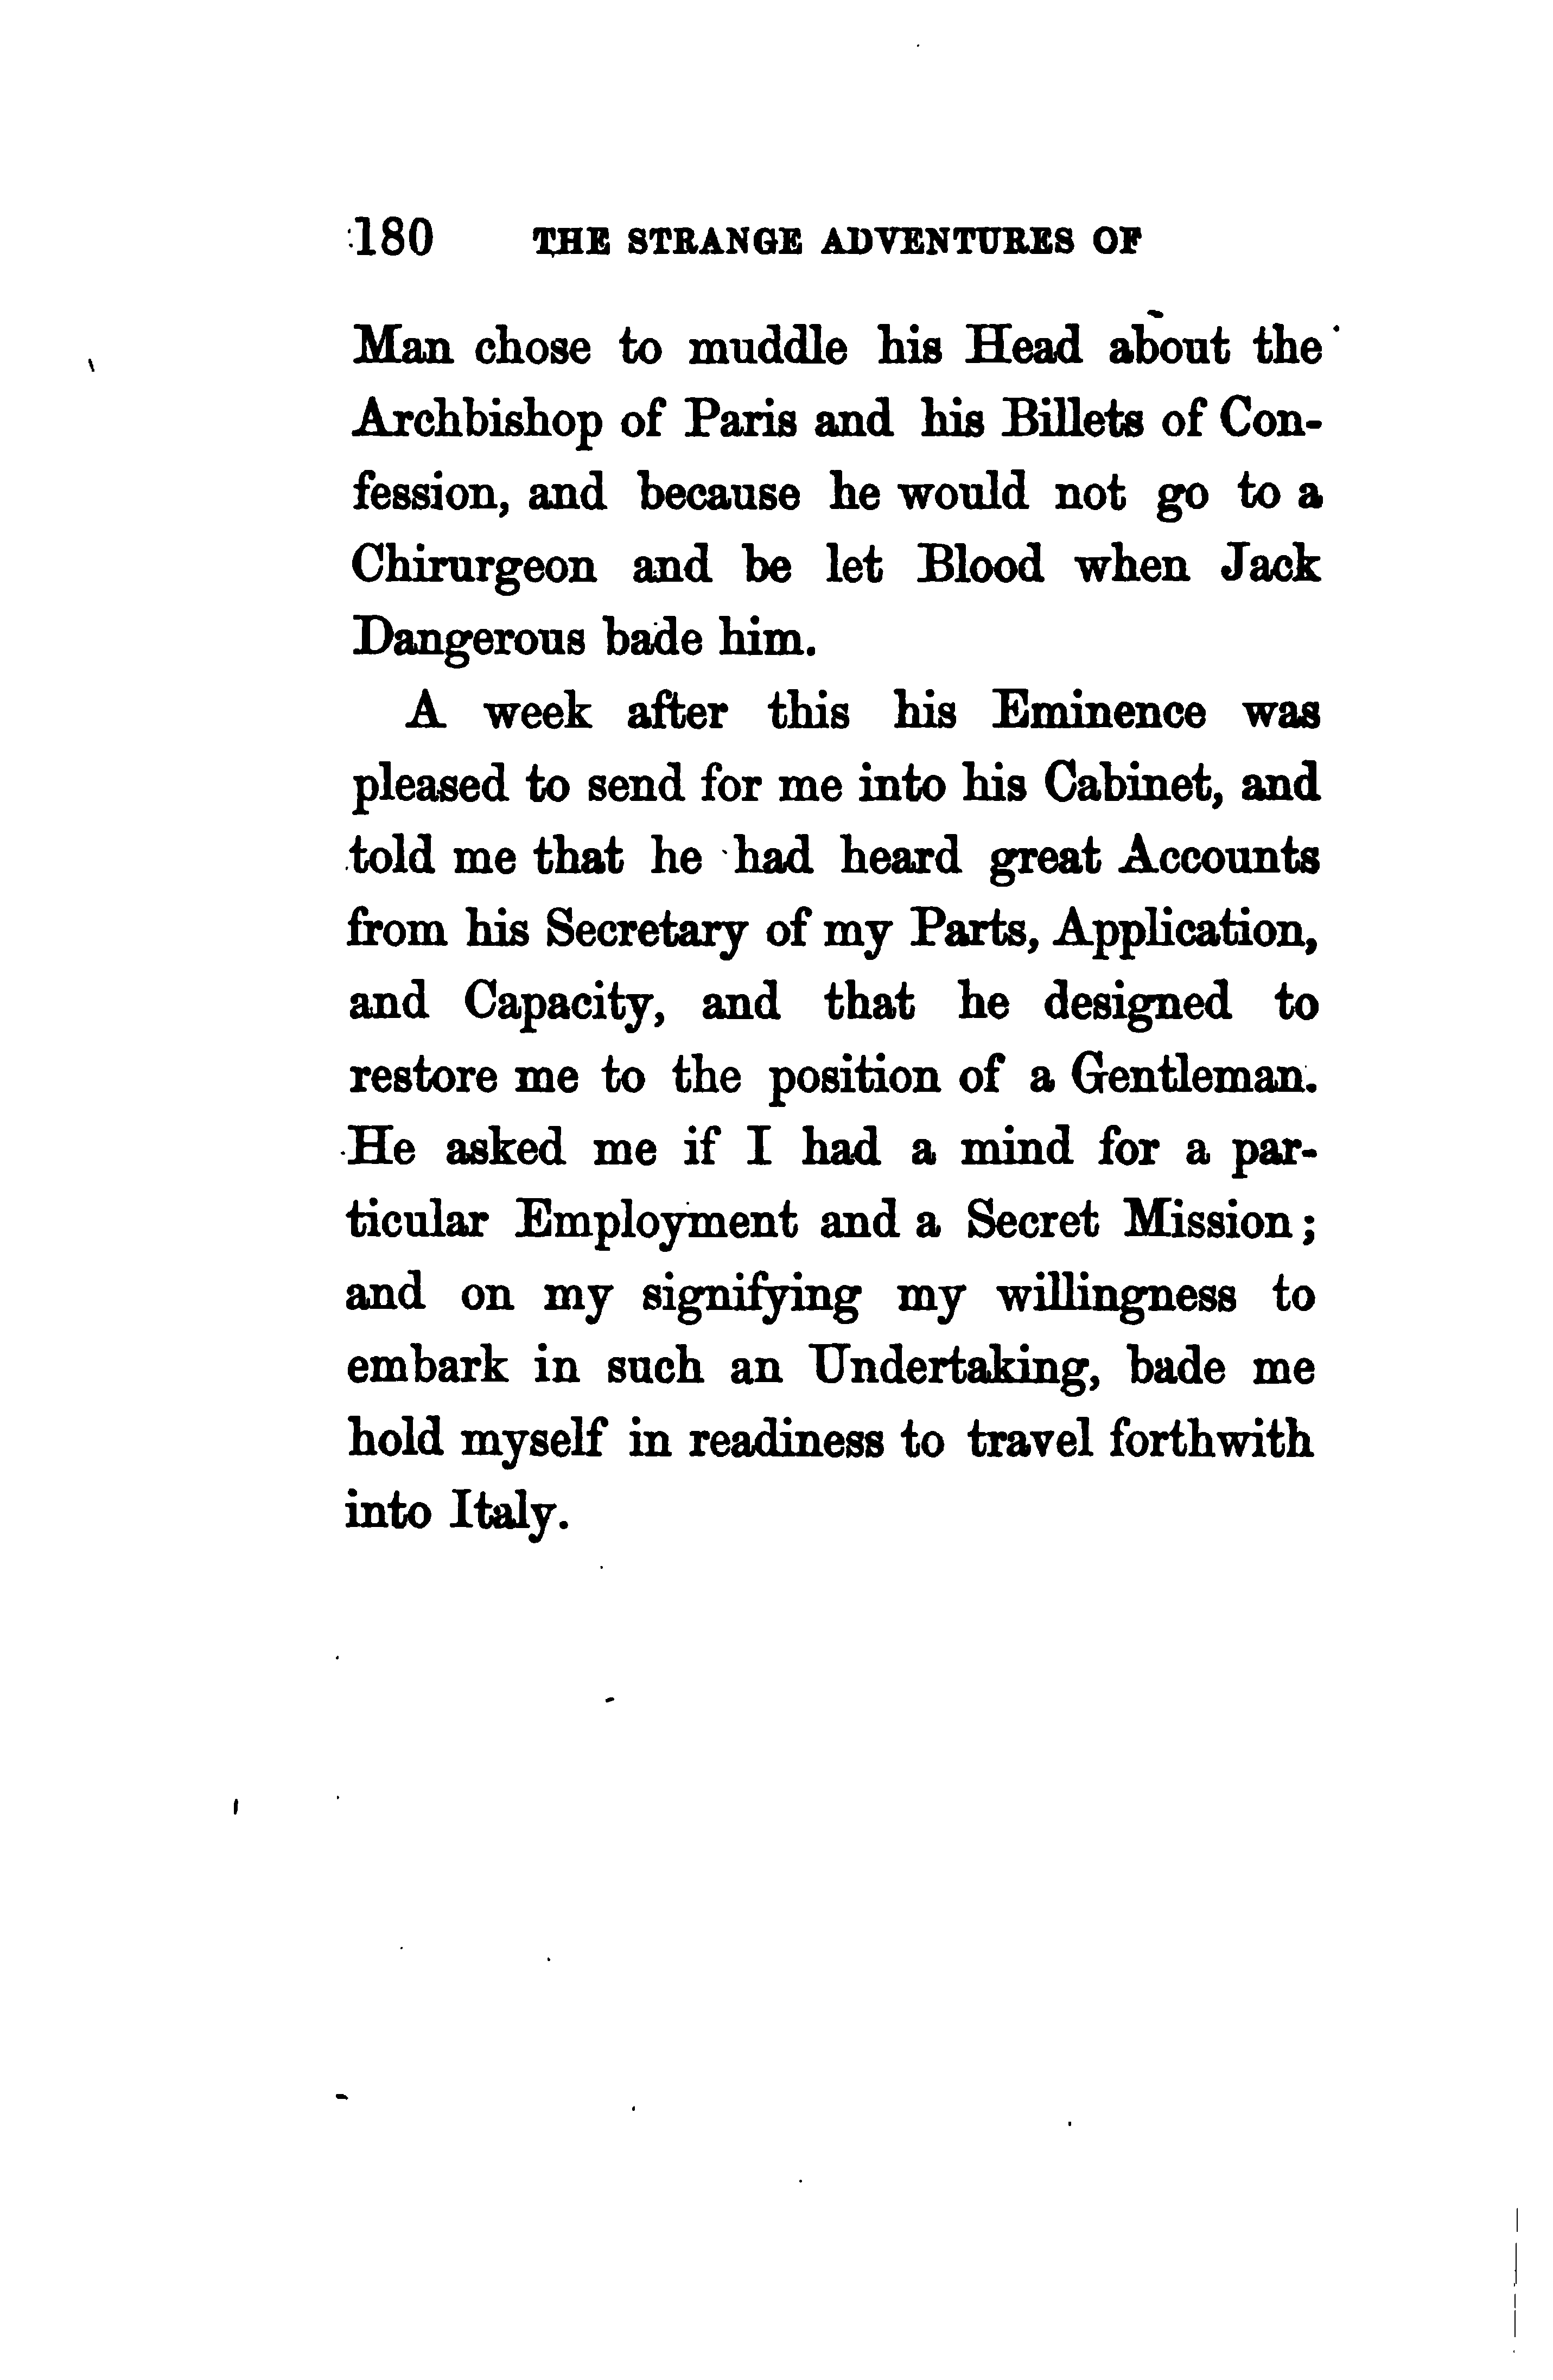 180 THE STRANGE ADVENTURES OF
Man chose to muddle his Head about the
Archbishop of Paris and his Billets of Con-
fession, and because he would not go to a
Chirurgeon and be let Blood when Jack
Dangerous bade him.
A week after this his Eminence was
pleased to send for me into his Cabinet, and
told me that he had heard great Accounts
from his Secretary of my Parts, Application,
and Capacity, and that he designed to
restore me to the position of a Gentleman.
He asked me if I had a mind for a par-
ticular Employment and a Secret Mission;
and on my signifying my willingness to
embark in such an Undertaking, bade me
hold myself in readiness to travel forthwith
into Italy.